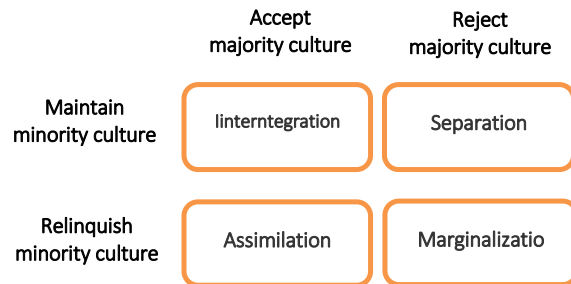 Accept
majority culture
Reject
majority culture
Maintain
minority culture
Iinterntegration
Separation
Relinquish
minority culture
Assimilation
Marginalizatio